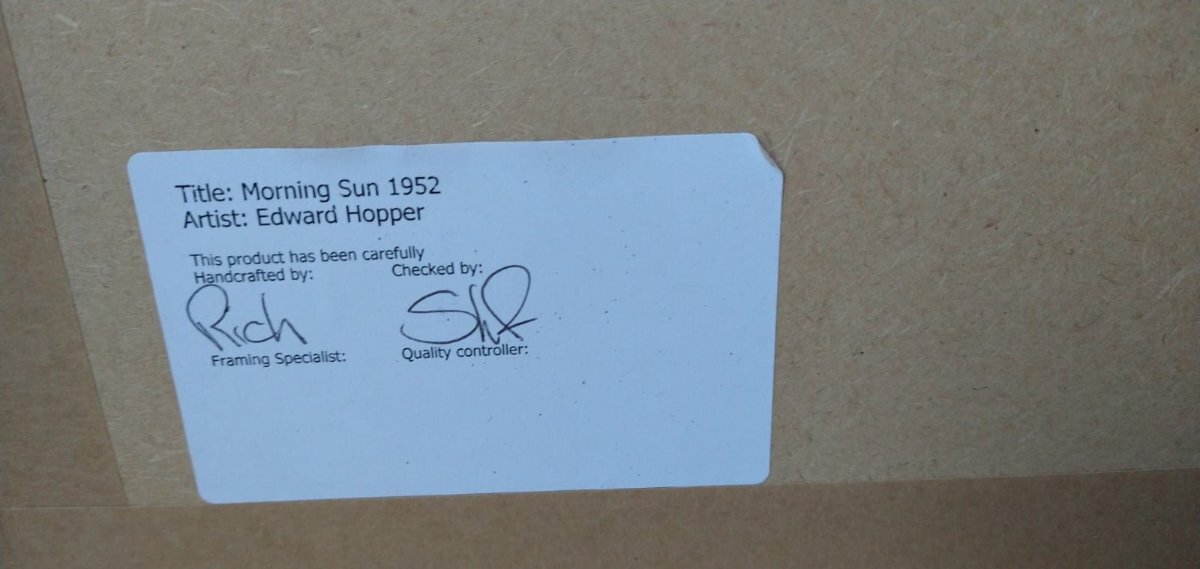 Title: Morning Sun 1952
Artist: Edward Hopper
This product has been carefully
Handcrafted by: Checked by:
Rich
Framing Specialist: Quality controller: